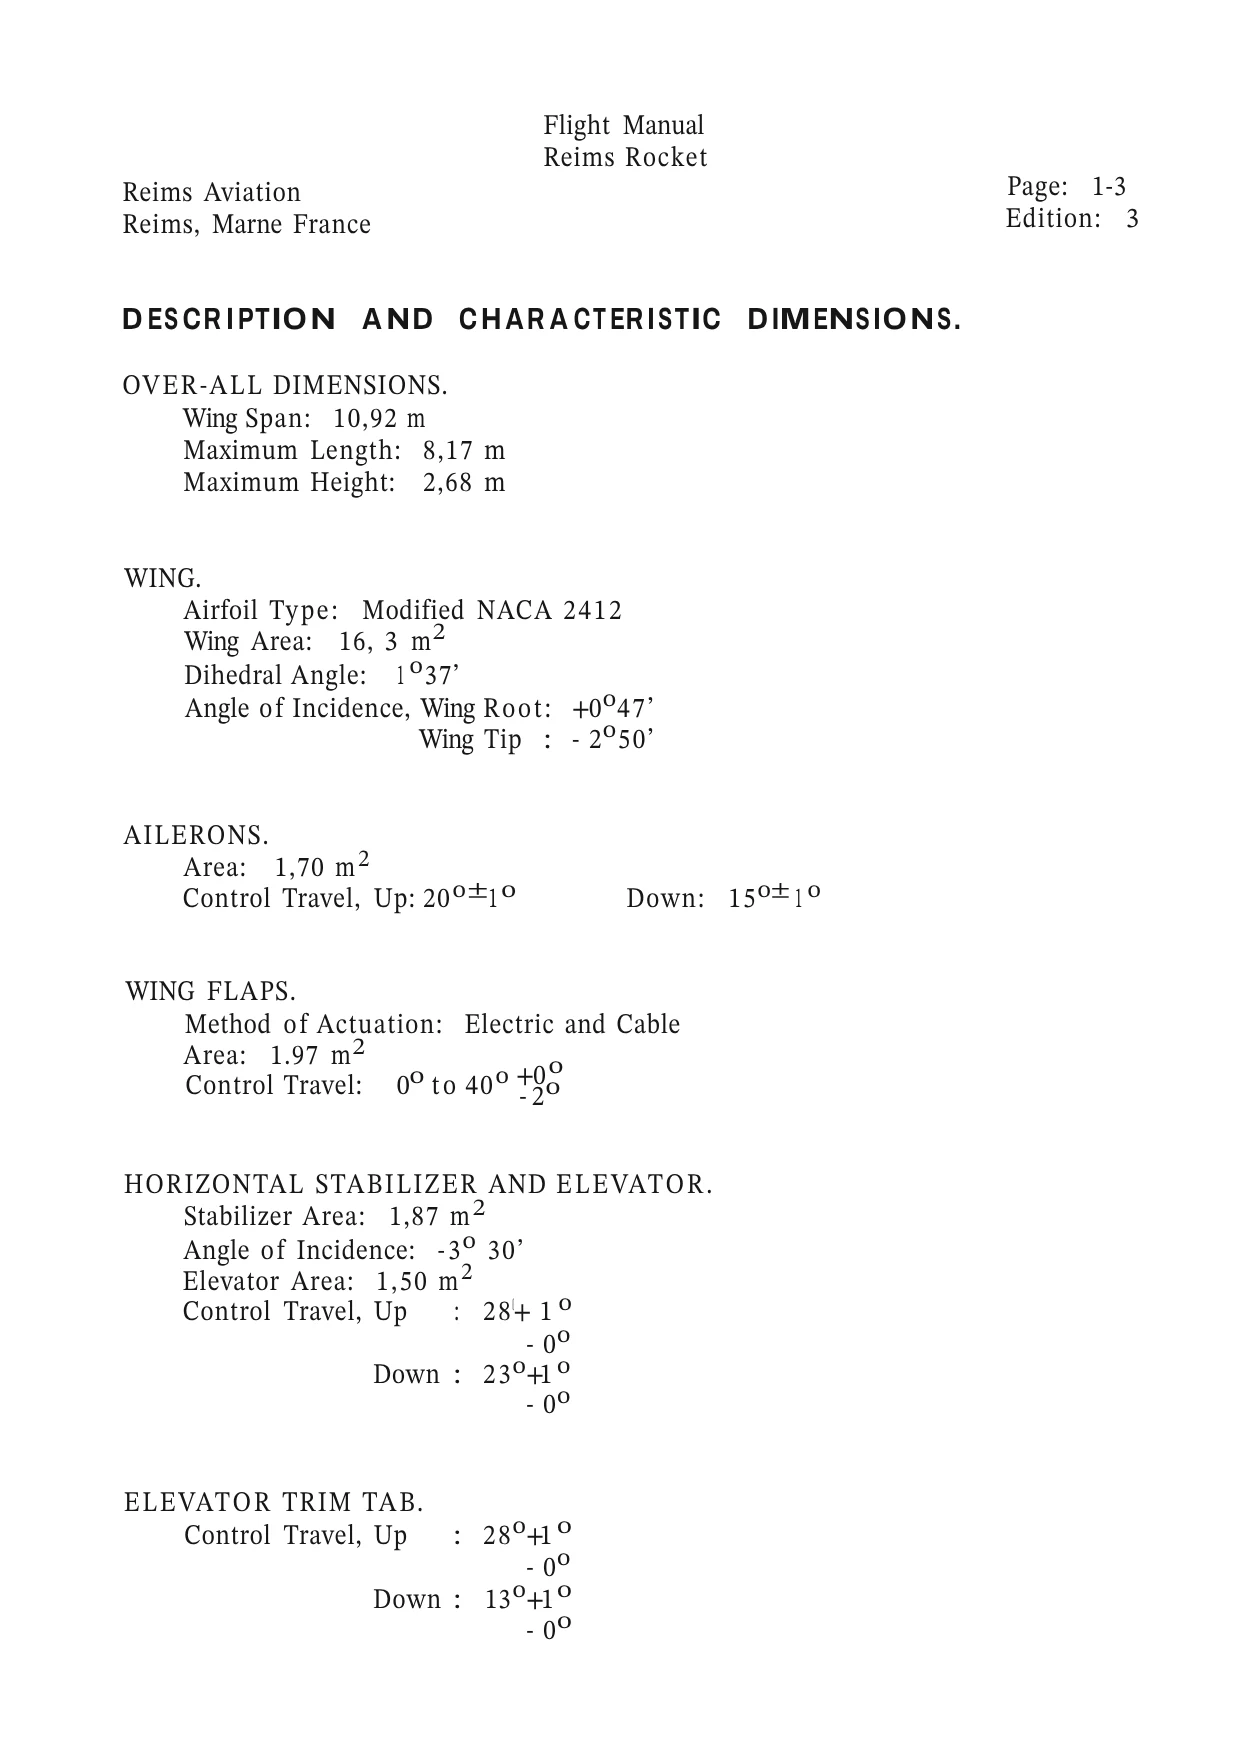 Flight Manual
Reims Rocket
Reims Aviation
Reims, Marne France
Page: 1-3
Edition: 3
DESCRIPTION AND CHARACTERISTIC DIMENSIONS.
OVER-ALL DIMENSIONS.
Wing Span: 10,92 m
Maximum Length: 8,17 m
Maximum Height: 2,68 m
WING.
Airfoil Type: Modified NACA 2412
Wing Area: 16, 3 m²
Dihedral Angle: 1º37’
Angle of Incidence, Wing Root: +0º47’
Wing Tip : - 2º50’
AILERONS.
Area: 1,70 m²
Control Travel, Up: 20º±1º Down: 15º±1º
WING FLAPS.
Method of Actuation: Electric and Cable
Area: 1.97 m²
Control Travel: 0º to 40º +0º
- 2º
HORIZONTAL STABILIZER AND ELEVATOR.
Stabilizer Area: 1,87 m²
Angle of Incidence: -3º 30’
Elevator Area: 1,50 m²
Control Travel, Up : 28+ 1º
- 0º
Down : 23º+1º
- 0º
ELEVATOR TRIM TAB.
Control Travel, Up : 28º+1º
- 0º
Down : 13º+1º
- 0º